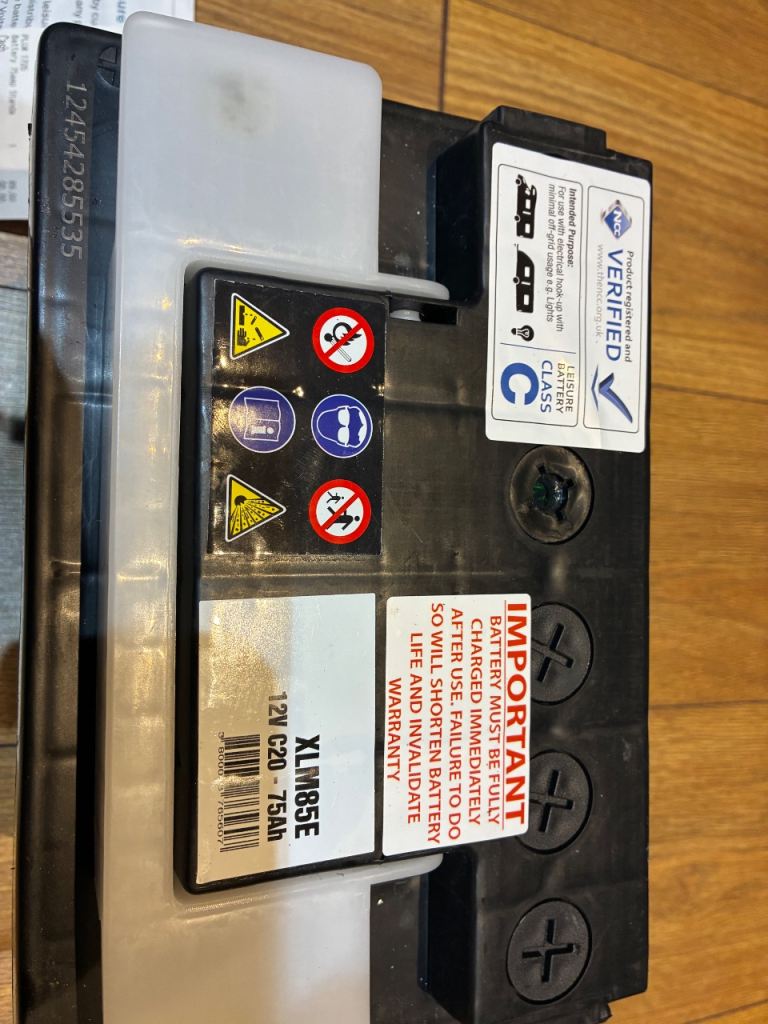 12454285535
NCC
Product registered and
VERIFIED
www.thencc.org.uk
Intended Purpose:
For use with electrical hook-up with
minimal off-grid usage e.g. Lights
LEISURE
BATTERY
CLASS
C
IMPORTANT
BATTERY MUST BE FULLY
CHARGED IMMEDIATELY
AFTER USE. FAILURE TO DO
SO WILL SHORTEN BATTERY
LIFE AND INVALIDATE
WARRANTY
XLM85E
12V C20 - 75Ah